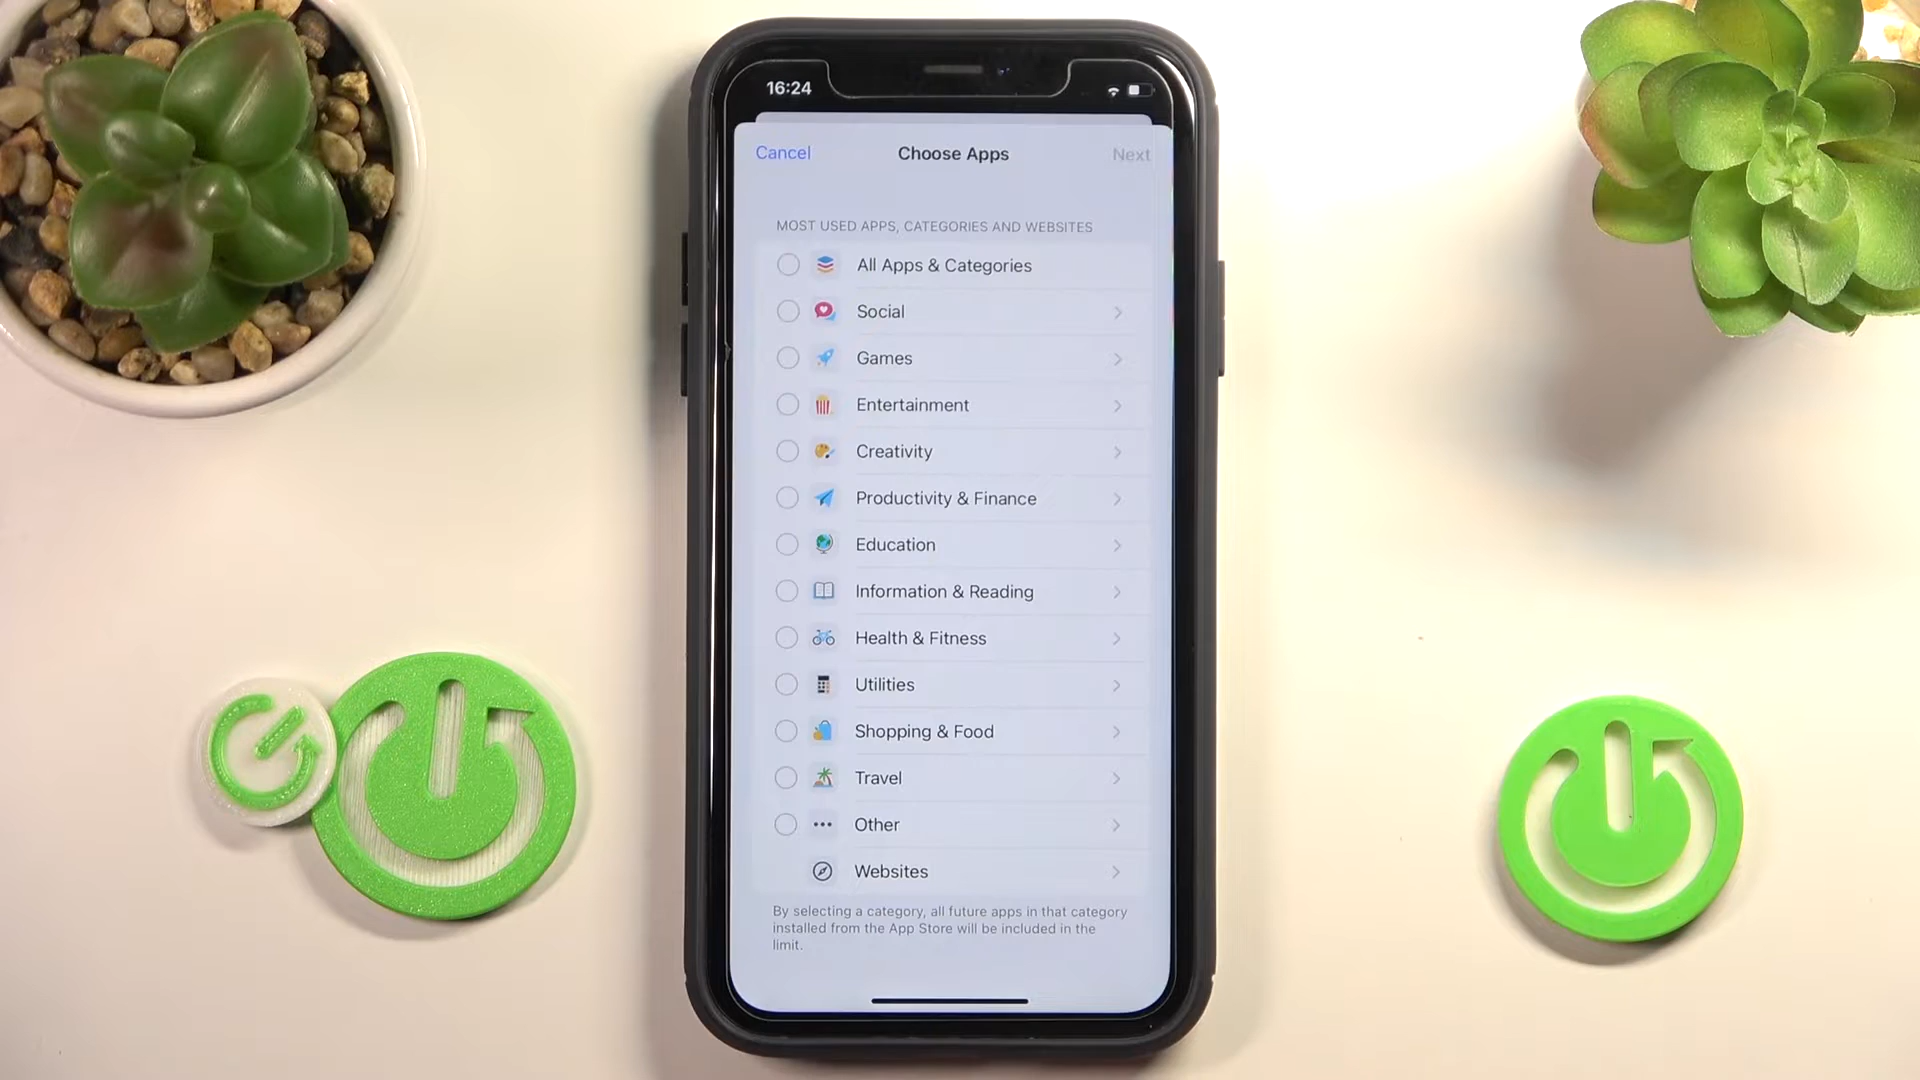 16:24
Cancel
Choose Apps
Next
MOST USED APPS, CATEGORIES AND WEBSITES
All Apps & Categories
Social
Games
Entertainment
Creativity
Productivity & Finance
Education
Information & Reading
Health & Fitness
Utilities
Shopping & Food
Travel
Other
Websites
By selecting a category, all future apps in that category
installed from the App Store will be included in the
limit.